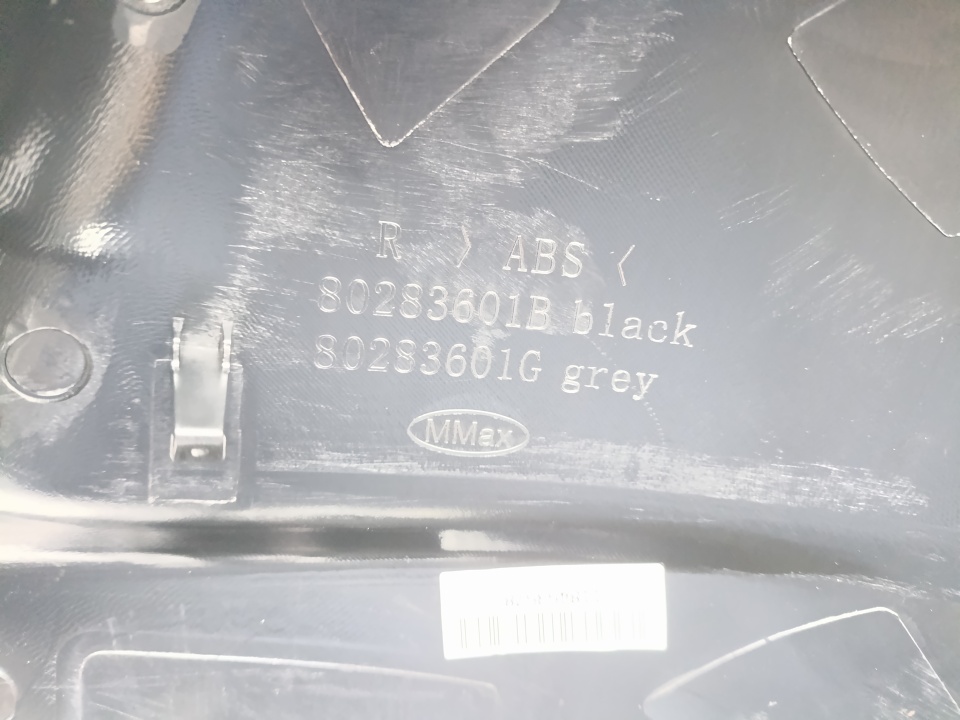 R > ABS <
80283601B black
80283601G grey
MMax